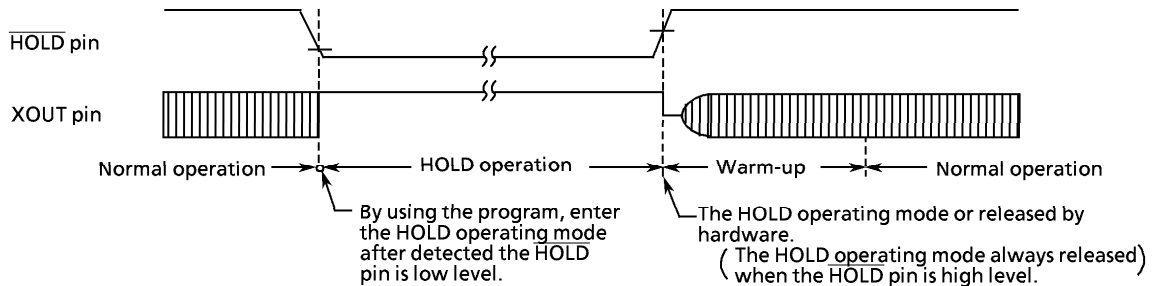 HOLD pin
XOUT pin
Normal operation
HOLD operation
Warm-up
Normal operation
By using the program, enter
the HOLD operating mode
after detected the HOLD
pin is low level.
The HOLD operating mode or released by
hardware.
( The HOLD operating mode always released )
when the HOLD pin is high level.